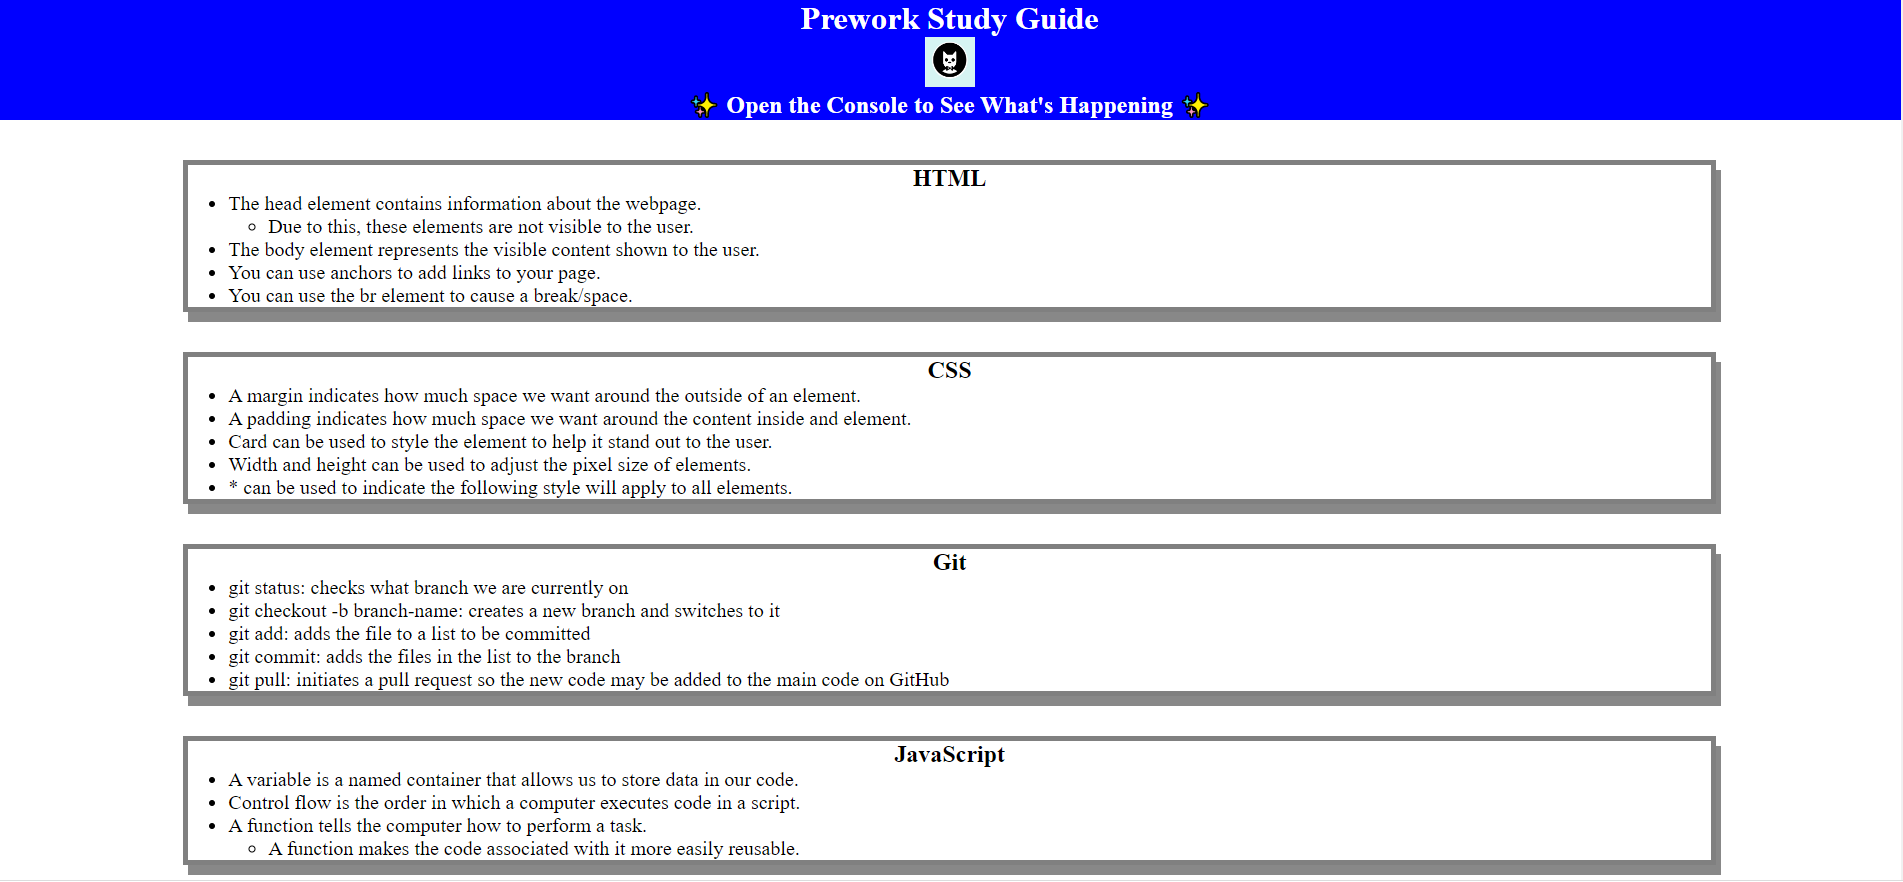 Prework Study Guide
✨ Open the Console to See What's Happening ✨
HTML
• The head element contains information about the webpage.
◦ Due to this, these elements are not visible to the user.
• The body element represents the visible content shown to the user.
• You can use anchors to add links to your page.
• You can use the br element to cause a break/space.
CSS
• A margin indicates how much space we want around the outside of an element.
• A padding indicates how much space we want around the content inside and element.
• Card can be used to style the element to help it stand out to the user.
• Width and height can be used to adjust the pixel size of elements.
• * can be used to indicate the following style will apply to all elements.
Git
• git status: checks what branch we are currently on
• git checkout -b branch-name: creates a new branch and switches to it
• git add: adds the file to a list to be committed
• git commit: adds the files in the list to the branch
• git pull: initiates a pull request so the new code may be added to the main code on GitHub
JavaScript
• A variable is a named container that allows us to store data in our code.
• Control flow is the order in which a computer executes code in a script.
• A function tells the computer how to perform a task.
◦ A function makes the code associated with it more easily reusable.